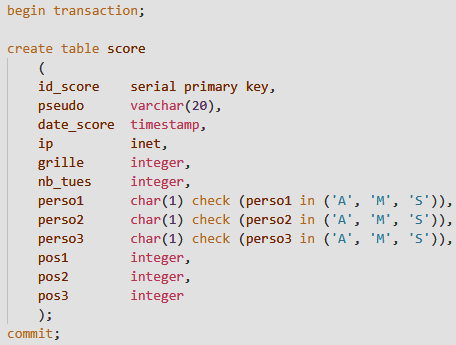 begin transaction;
create table score
(
id_score serial primary key,
pseudo varchar(20),
date_score timestamp,
ip inet,
grille integer,
nb_tues integer,
perso1 char(1) check (perso1 in ('A', 'M', 'S')),
perso2 char(1) check (perso2 in ('A', 'M', 'S')),
perso3 char(1) check (perso3 in ('A', 'M', 'S')),
pos1 integer,
pos2 integer,
pos3 integer
);
commit;